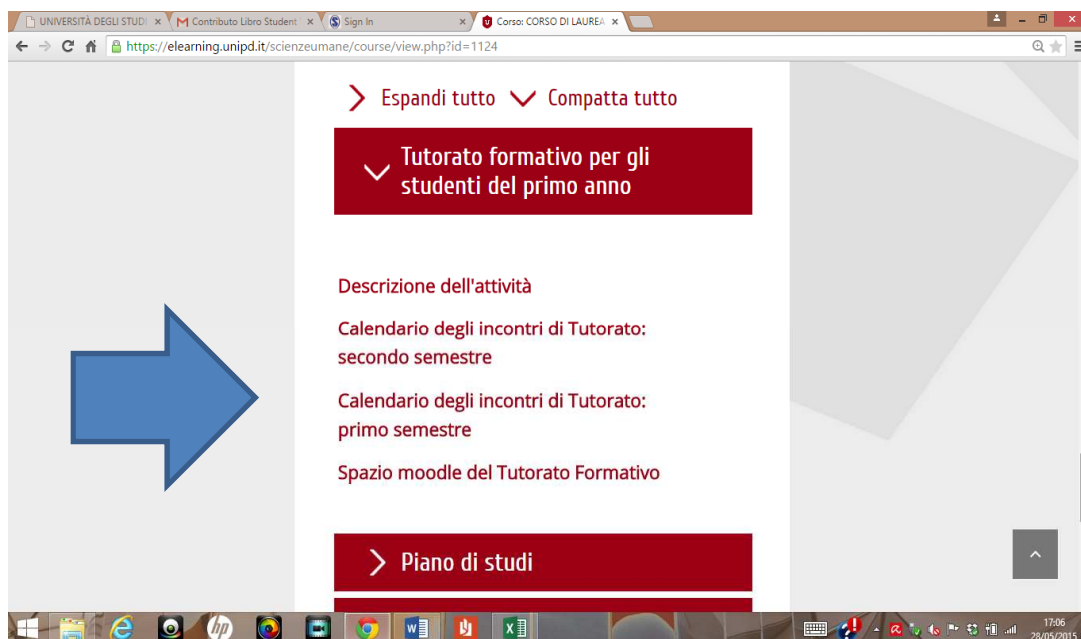 UNIVERSITÀ DEGLI STUDI
Contributo Libro Student
Sign In
Corso: CORSO DI LAUREA
https://elearning.unipd.it/scienzeumane/course/view.php?id=1124
Espandi tutto Compatta tutto
Tutorato formativo per gli
studenti del primo anno
Descrizione dell'attività
Calendario degli incontri di Tutorato:
secondo semestre
Calendario degli incontri di Tutorato:
primo semestre
Spazio moodle del Tutorato Formativo
Piano di studi
hp
17:06
28/05/2015